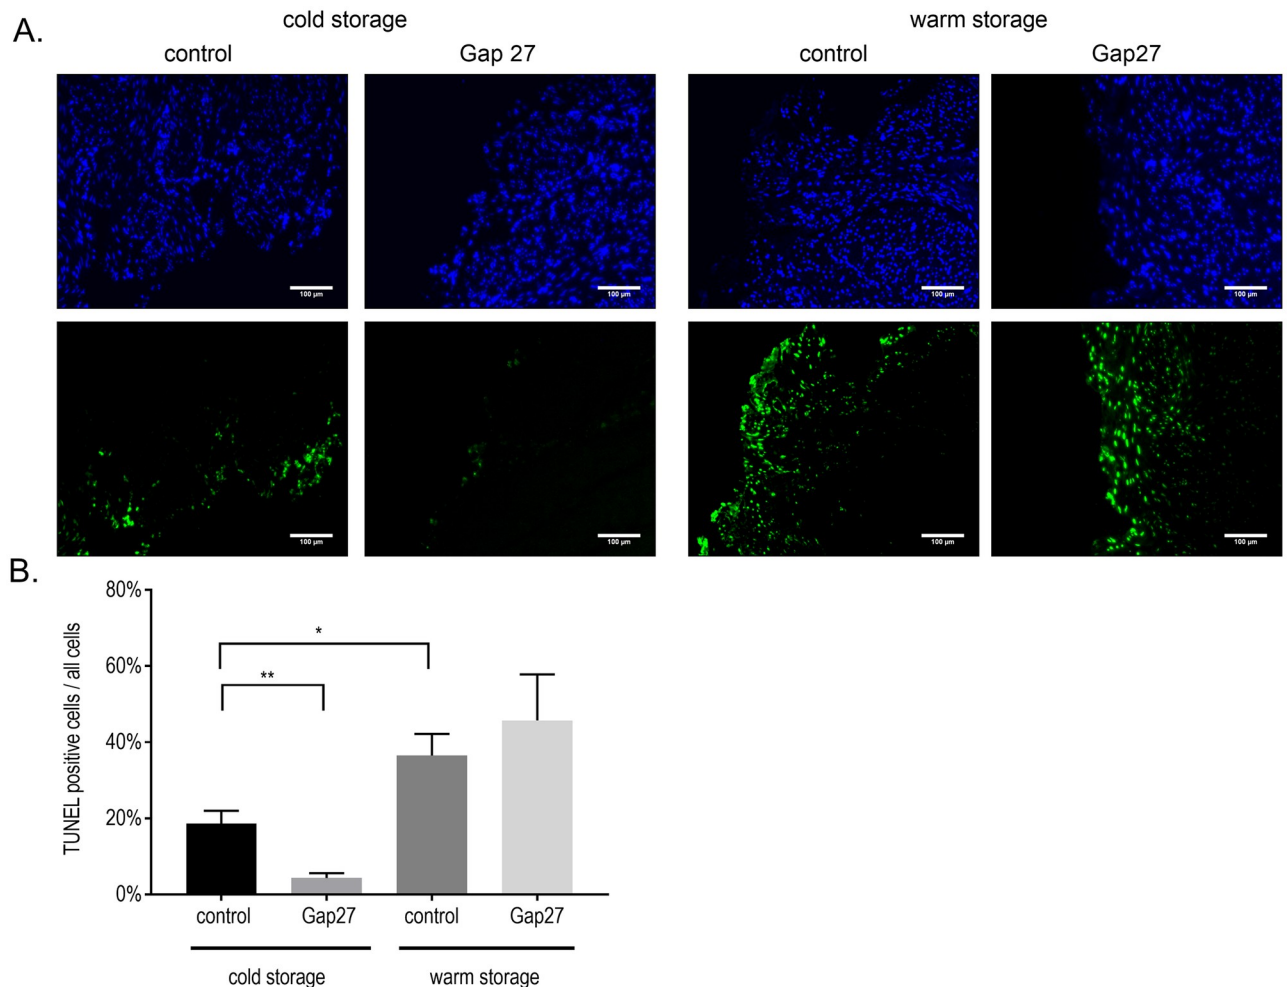 A.
cold storage
warm storage
control
Gap 27
control
Gap27
100 µm
100 µm
100 µm
100 µm
100 µm
100 µm
100 µm
100 µm
B.
TUNEL positive cells / all cells
80%
60%
40%
20%
0%
*
**
control
Gap27
control
Gap27
cold storage
warm storage